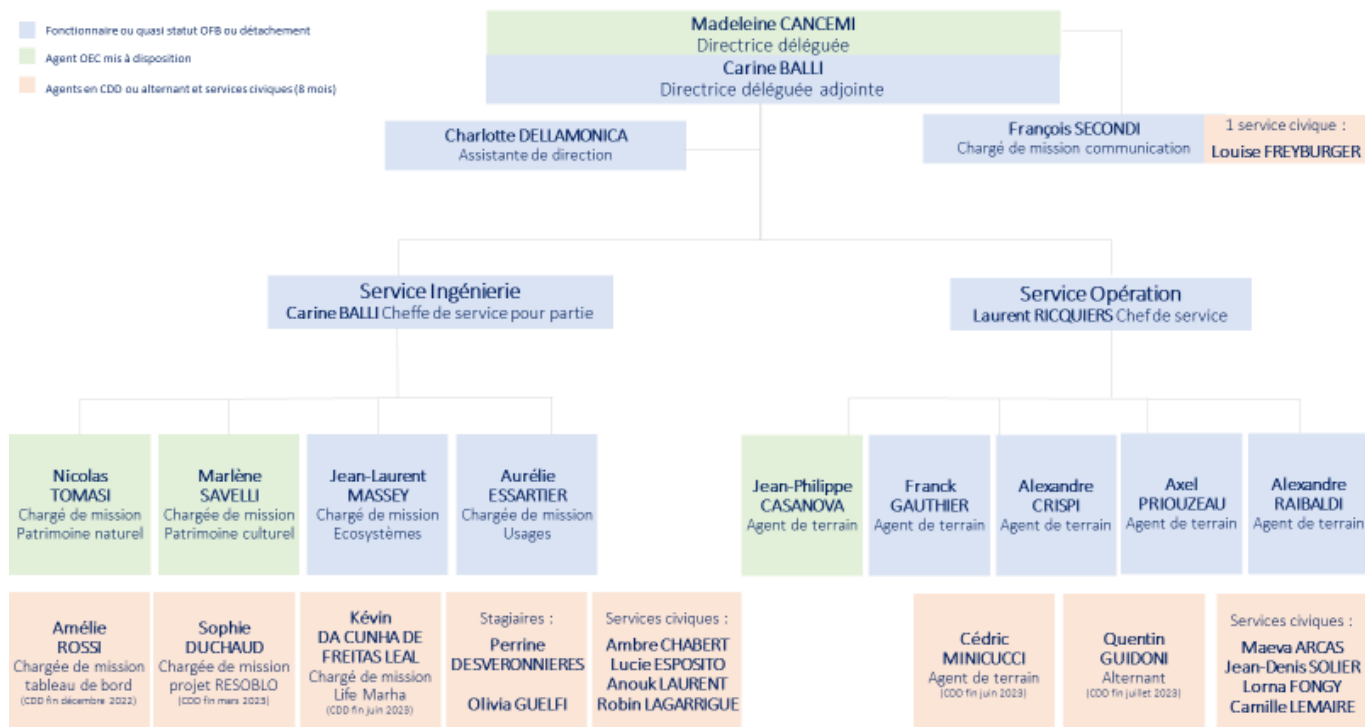 Fonctionnaire ou quasi statut OFB ou détachement
Agent OEC mis à disposition
Agents en CDD ou alternant et services civiques (8 mois)
Madeleine CANCEMI
Directrice déléguée
Carine BALLI
Directrice déléguée adjointe
Charlotte DELLAMONICA
Assistante de direction
François SECONDI
Chargé de mission communication
1 service civique :
Louise FREYBURGER
Service Ingénierie
Carine BALLI Cheffe de service pour partie
Service Opération
Laurent RICQUIERS Chef de service
Nicolas
TOMASI
Chargé de mission
Patrimoine naturel
Marlène
SAVELLI
Chargée de mission
Patrimoine culturel
Jean-Laurent
MASSEY
Chargé de mission
Ecosystèmes
Aurélie
ESSARTIER
Chargée de mission
Usages
Jean-Philippe
CASANOVA
Agent de terrain
Franck
GAUTHIER
Agent de terrain
Alexandre
CRISPI
Agent de terrain
Axel
PRIOUZEAU
Agent de terrain
Alexandre
RAIBALDI
Agent de terrain
Amélie
ROSSI
Chargée de mission
tableau de bord
(CDD fin décembre 2022)
Sophie
DUCHAUD
Chargée de mission
projet RESOBLO
(CDD fin mars 2023)
Kévin
DA CUNHA DE
FREITAS LEAL
Chargé de mission
Life Marha
(CDD fin juin 2023)
Stagiaires :
Perrine
DESVERONNIERES
Olivia GUELFI
Services civiques :
Ambre CHABERT
Lucie ESPOSITO
Anouk LAURENT
Robin LAGARRIGUE
Cédric
MINICUCCI
Agent de terrain
(CDD fin juin 2023)
Quentin
GUIDONI
Alternant
(CDD fin juillet 2023)
Services civiques :
Maeva ARCAS
Jean-Denis SOLIER
Lorna FONGY
Camille LEMAIRE